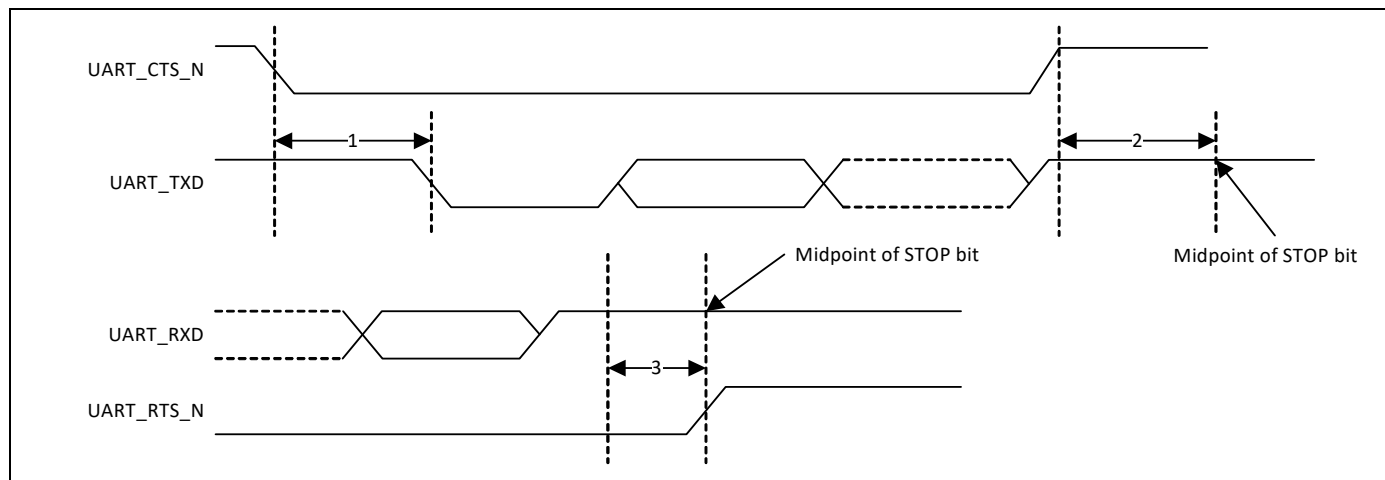 UART_CTS_N
1
2
UART_TXD
Midpoint of STOP bit
Midpoint of STOP bit
UART_RXD
3
UART_RTS_N